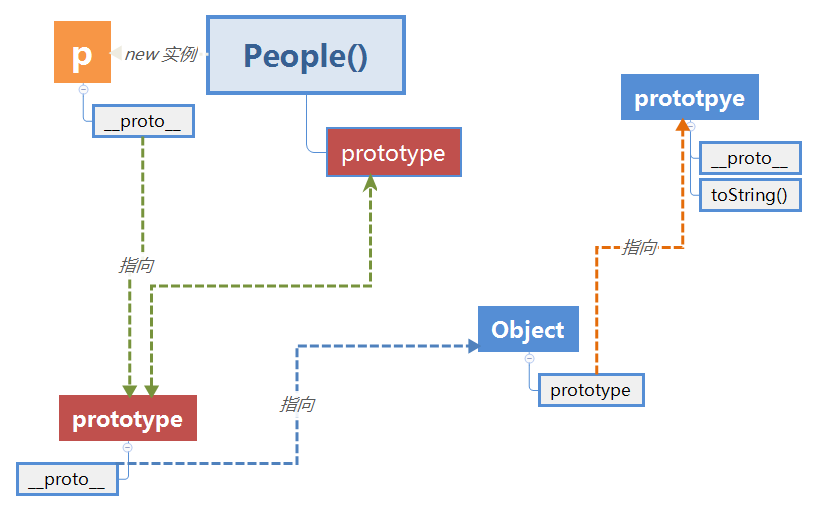 p
new 实例
People()
__proto__
prototype
prototpye
__proto__
toString()
指向
指向
Object
prototype
指向
prototype
__proto__